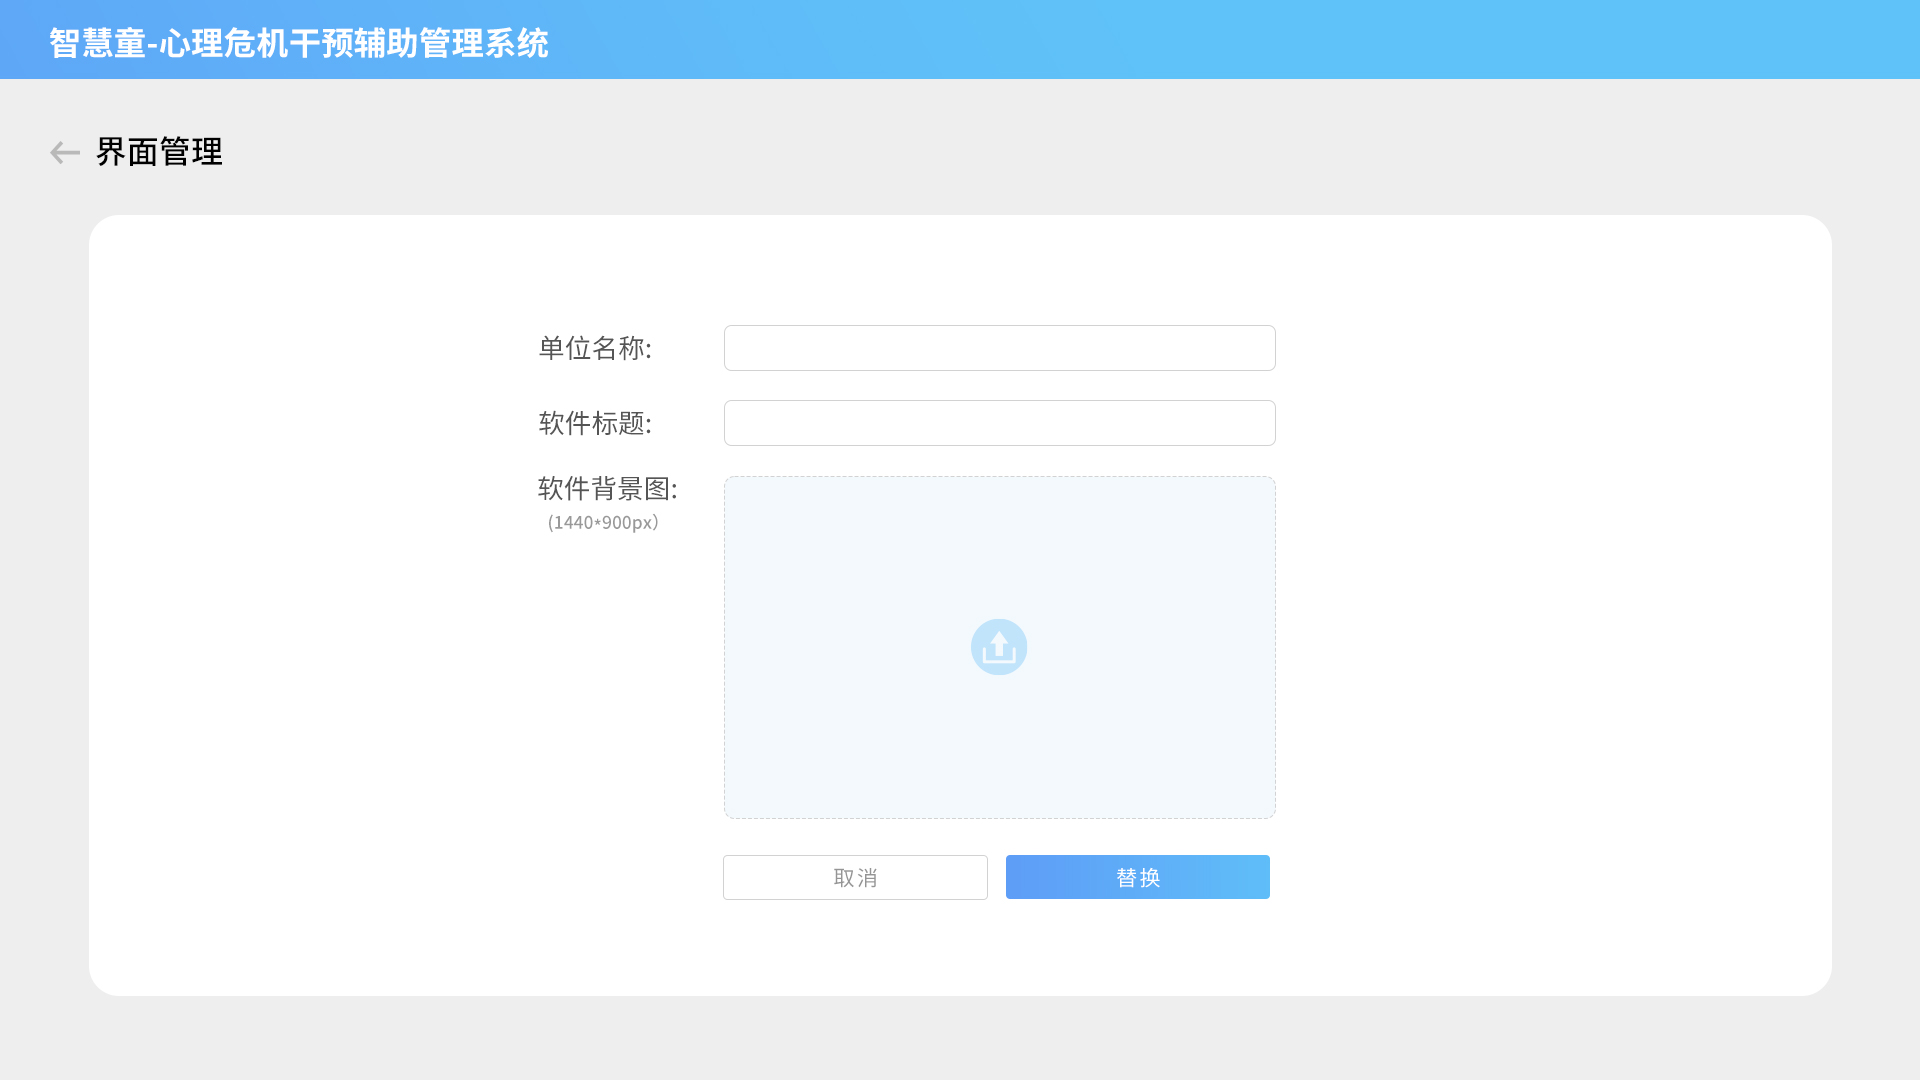 智慧童-心理危机干预辅助管理系统
界面管理
单位名称:
软件标题:
软件背景图:
(1440*900px）
取消
替换